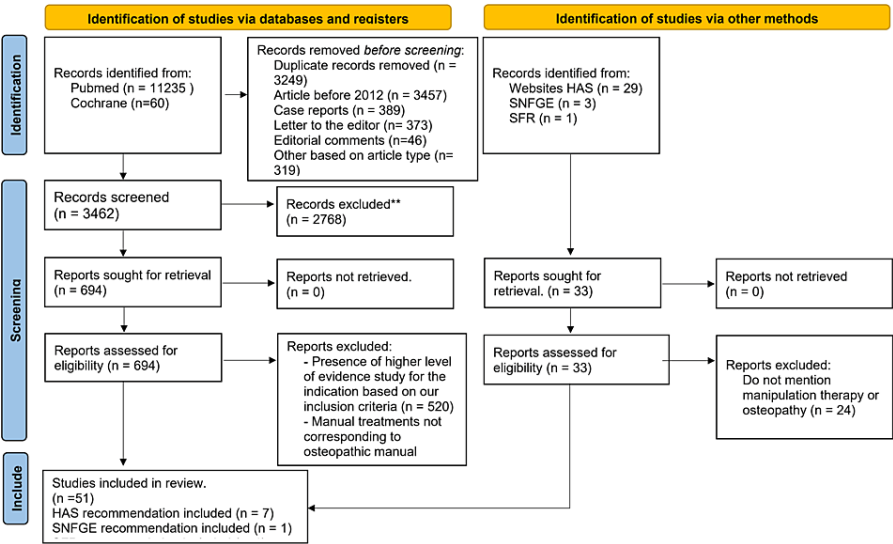 Identification of studies via databases and registers
Identification of studies via other methods
Identification
Records identified from:
Pubmed (n = 11235 )
Cochrane (n=60)
Records removed before screening:
Duplicate records removed (n =
3249)
Article before 2012 (n = 3457)
Case reports (n = 389)
Letter to the editor (n = 373)
Editorial comments (n=46)
Other based on article type (n=
319)
Records identified from:
Websites HAS (n = 29)
SNFGE (n = 3)
SFR (n = 1)
Screening
Records screened
(n = 3462)
Records excluded**
(n = 2768)
Reports sought for retrieval
(n = 694)
Reports not retrieved.
(n = 0)
Reports sought for
retrieval. (n = 33)
Reports not retrieved
(n = 0)
Reports assessed for
eligibility (n = 694)
Reports excluded:
- Presence of higher level
of evidence study for the
indication based on our
inclusion criteria (n = 520)
- Manual treatments not
corresponding to
osteopathic manual
Reports assessed for
eligibility (n = 33)
Reports excluded:
Do not mention
manipulation therapy or
osteopathy (n = 24)
Include
Studies included in review.
(n =51)
HAS recommendation included (n = 7)
SNFGE recommendation included (n = 1)